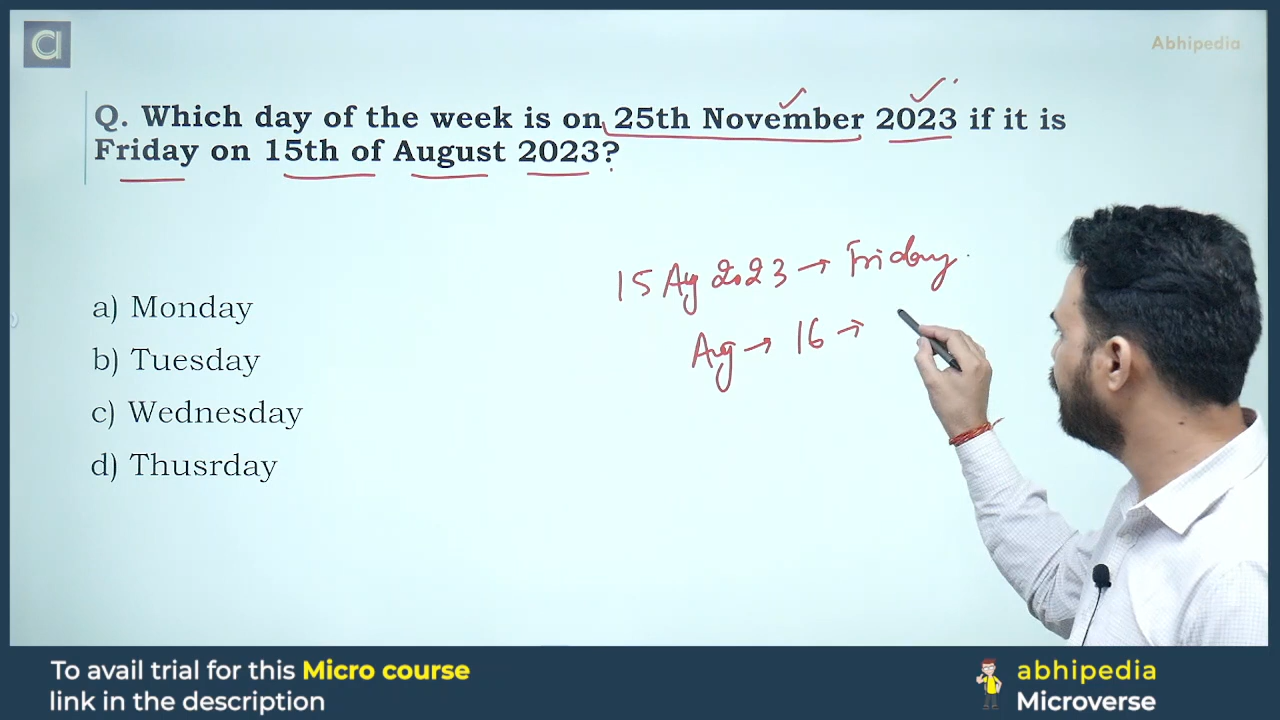 Abhipedia
Q. Which day of the week is on 25th November 2023 if it is
Friday on 15th of August 2023?
15 Aug 2023 → Friday.
a) Monday
Aug → 16 →
b) Tuesday
c) Wednesday
d) Thusrday
To avail trial for this Micro course
link in the description
abhipedia
Microverse